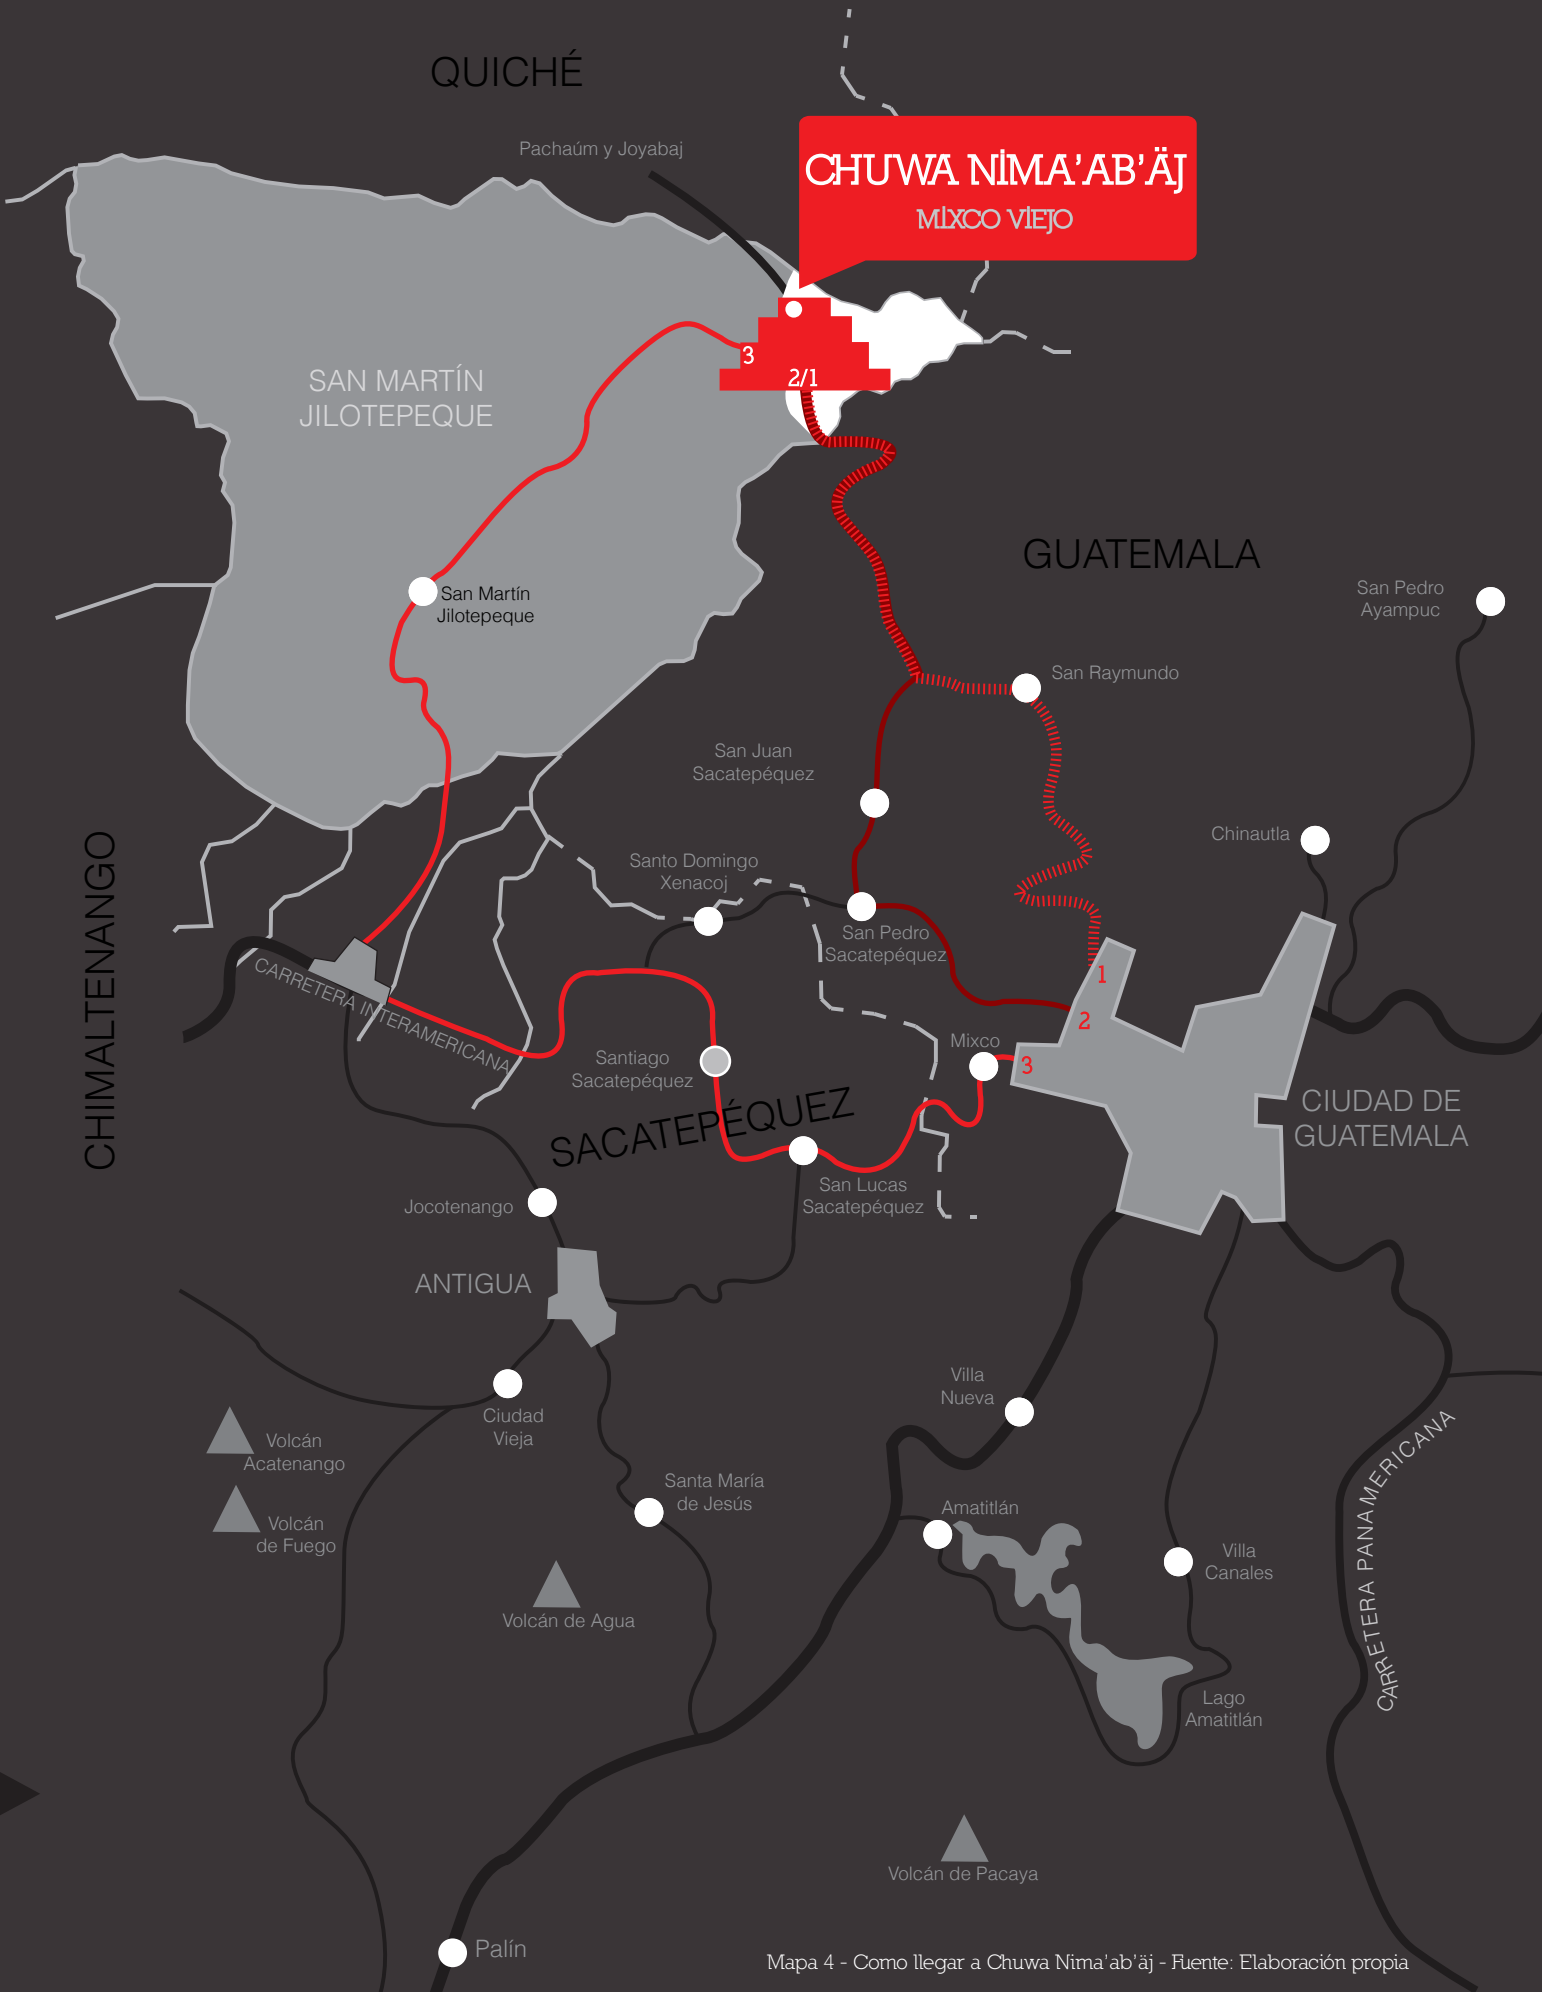 QUICHÉ
Pachaúm y Joyabaj
CHUWA NIMA'AB'ÄJ
MIXCO VIEJO
3
2/1
SAN MARTÍN
JILOTEPEQUE
GUATEMALA
San Pedro
Ayampuc
San Martín
Jilotepeque
San Raymundo
San Juan
Sacatepéquez
Chinautla
CHIMALTENANGO
Santo Domingo
Xenacoj
San Pedro
Sacatepéquez
CARRETERA INTERAMERICANA
1
2
Mixco
3
Santiago
Sacatepéquez
SACATEPÉQUEZ
CIUDAD DE
GUATEMALA
San Lucas
Sacatepéquez
Jocotenango
ANTIGUA
Villa
Nueva
Ciudad
Vieja
Volcán
Acatenango
CARRETERA PANAMERICANA
Santa María
de Jesús
Amatitlán
Volcán
de Fuego
Villa
Canales
Volcán de Agua
Lago
Amatitlán
Volcán de Pacaya
Palín
Mapa 4 - Como llegar a Chuwa Nima'ab'äj - Fuente: Elaboración propia